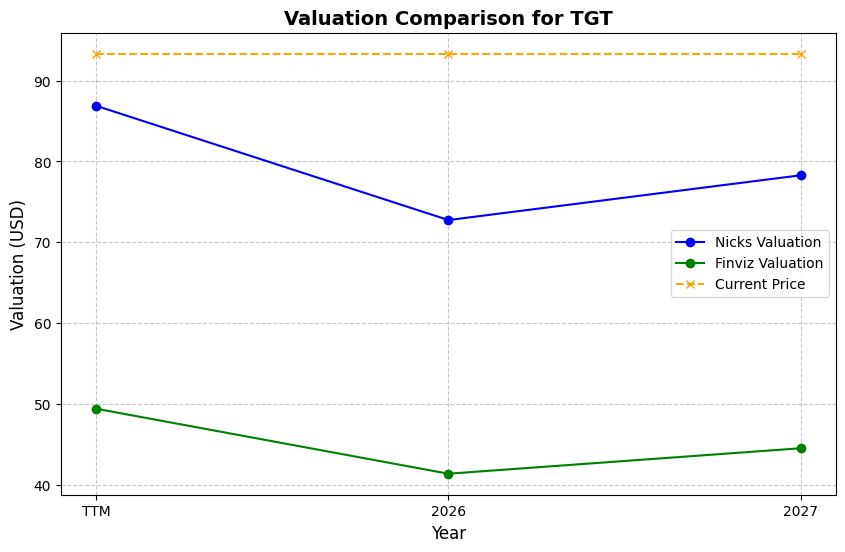 Valuation Comparison for TGT
Valuation (USD)
90
80
70
60
50
40
Nicks Valuation
Finviz Valuation
Current Price
TTM
2026
2027
Year